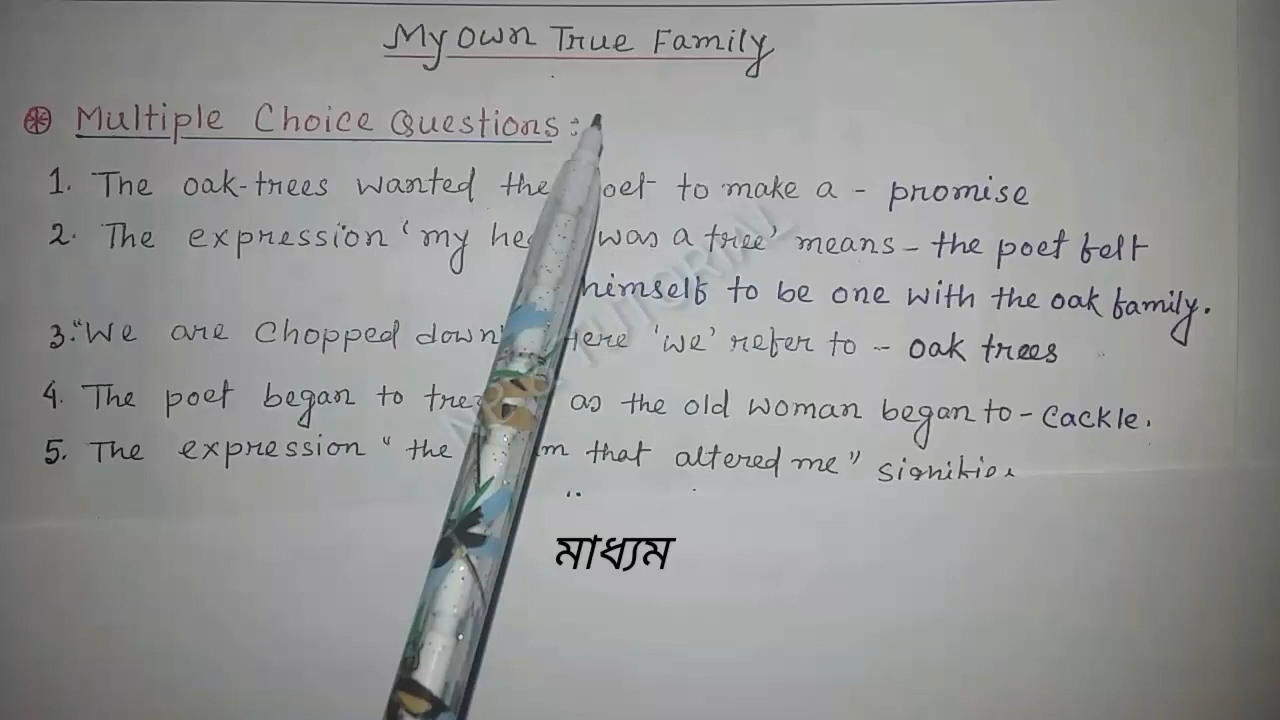 My Own True Family
Multiple Choice Questions :
1. The oak-trees wanted the to make a - promise
2. The expression 'my was a tree' means - the poet felt
himself to be one with the oak family.
3. "We are Chopped down Here 'we' refer to - oak trees
4. The poet began to as the old woman began to - cackle.
5. The expression " the that altered me"
মাধ্যম
TUTORIAL